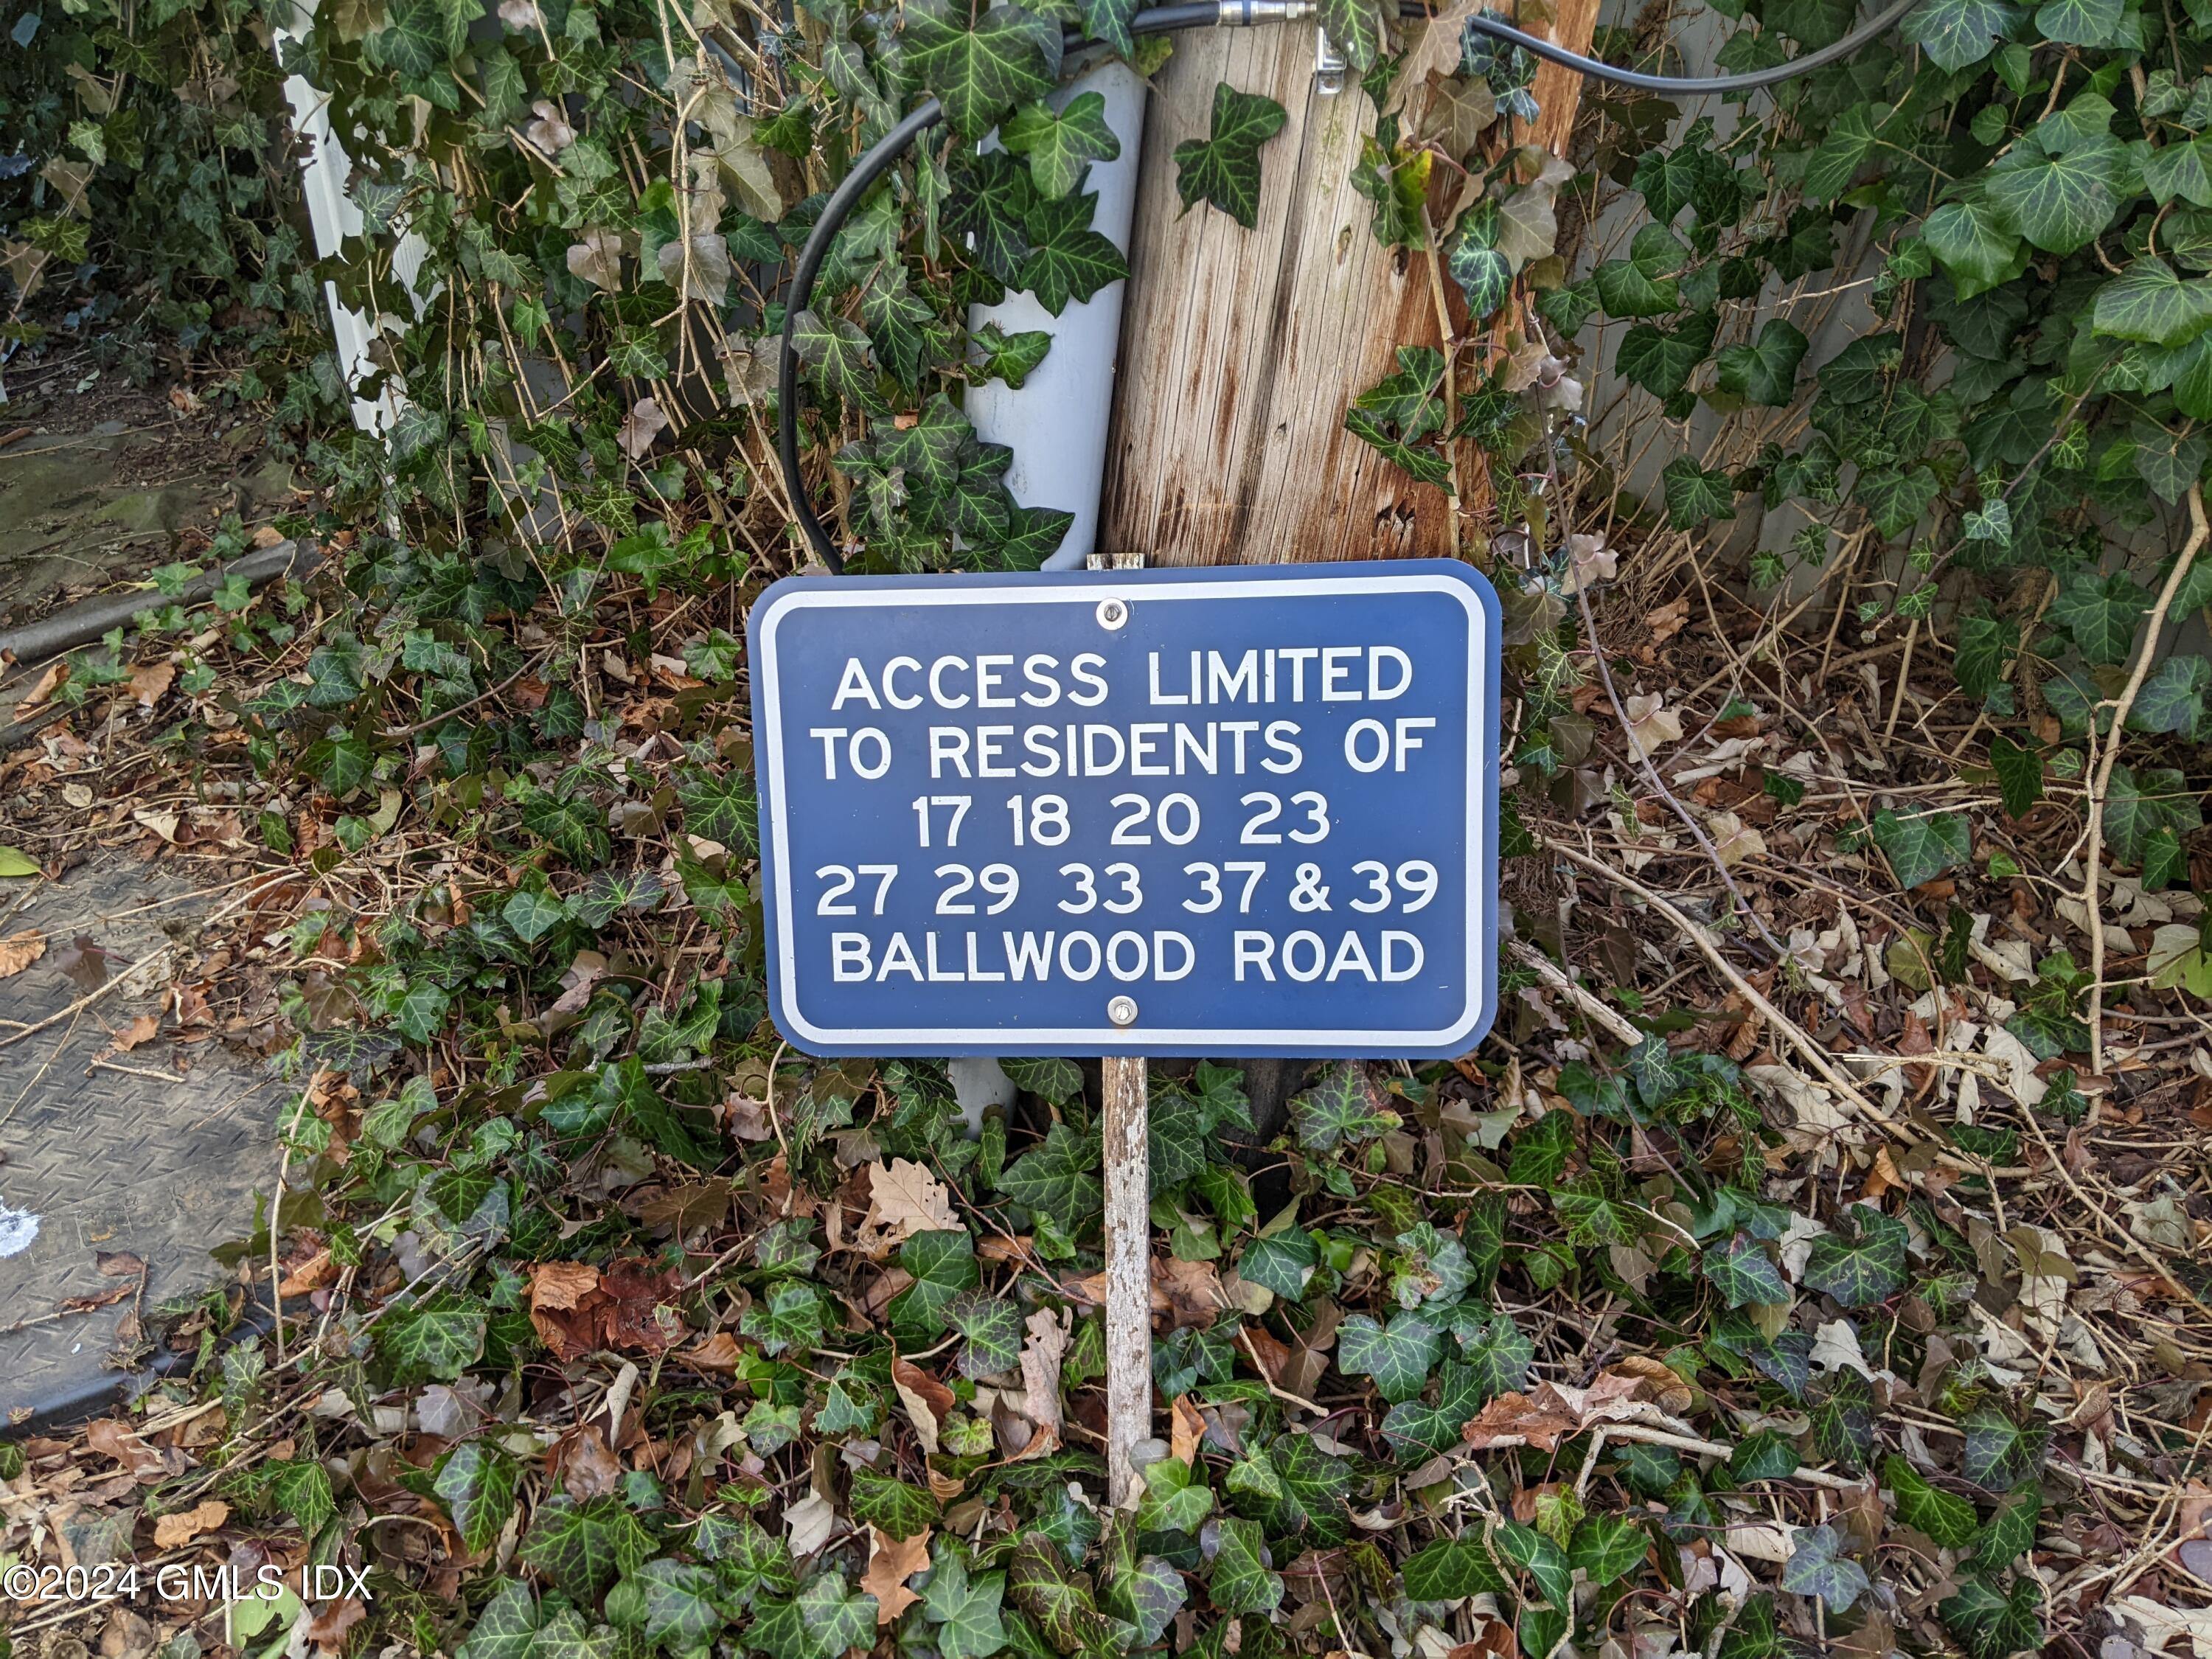 ACCESS LIMITED
TO RESIDENTS OF
17 18 20 23
27 29 33 37 & 39
BALLWOOD ROAD
©2024 GMLS IDX